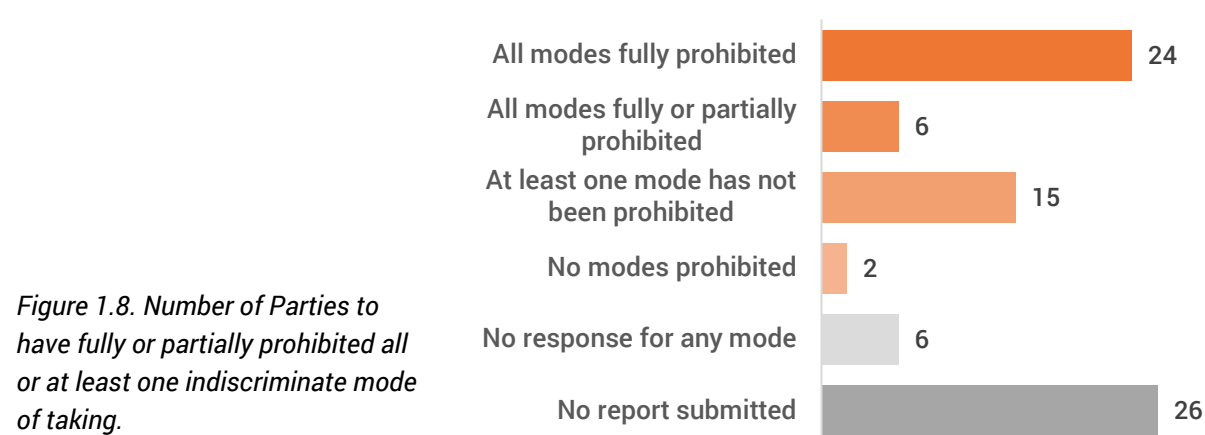 All modes fully prohibited
24
All modes fully or partially
prohibited
6
At least one mode has not
been prohibited
15
No modes prohibited
2
No response for any mode
6
No report submitted
26
Figure 1.8. Number of Parties to
have fully or partially prohibited all
or at least one indiscriminate mode
of taking.